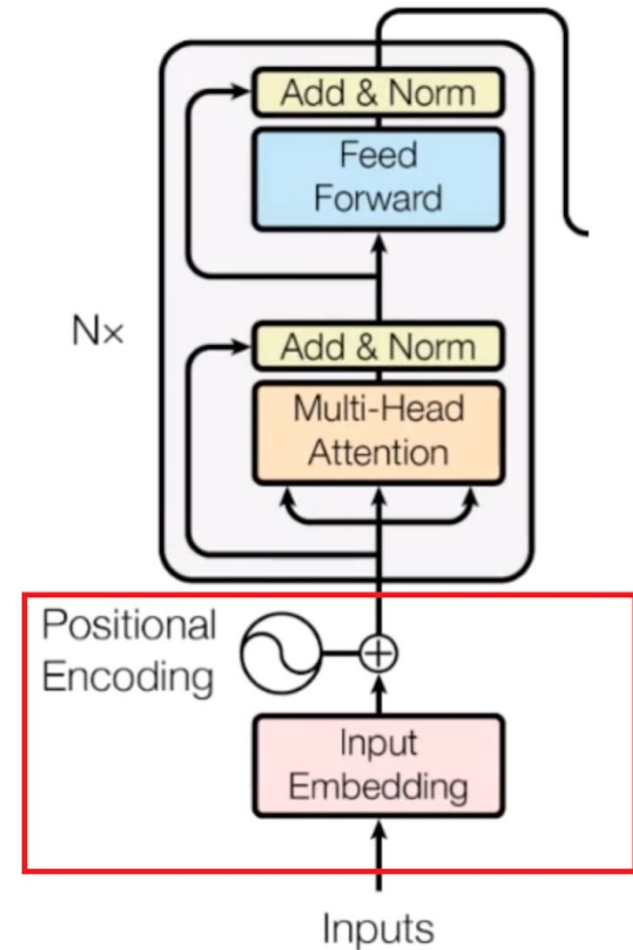 Add & Norm
Feed
Forward
Nx
Add & Norm
Multi-Head
Attention
Positional
Encoding
Input
Embedding
Inputs